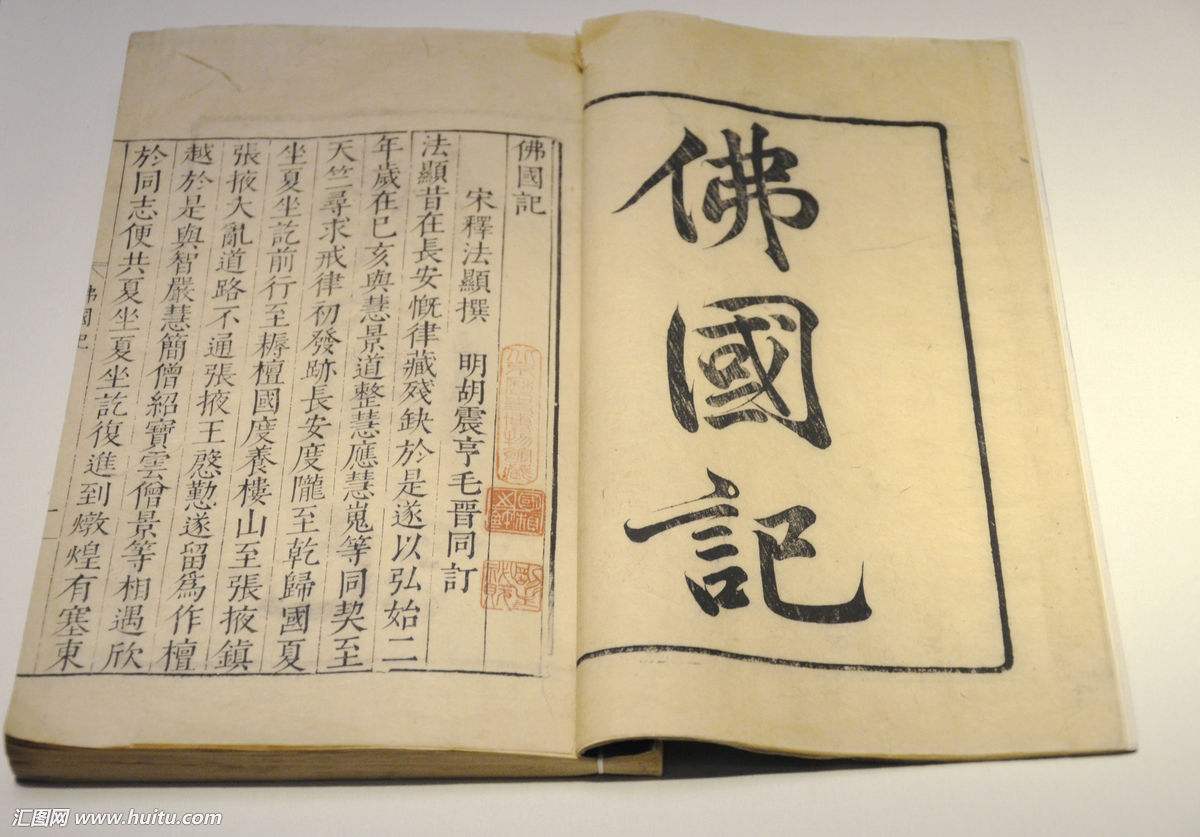 佛國記
佛國記
宋釋法顯撰 明胡震亨毛晉同訂
法顯昔在長安慨律藏殘缺於是遂以弘始二
年歲在已亥與慧景道整慧應慧嵬等同契至
天竺尋求戒律初發跡長安度隴至乾歸國夏
坐夏坐訖前行至耨檀國度養樓山至張掖鎮
張掖大亂道路不通張掖王慇懃遂留爲作檀
越於是與智嚴慧簡僧紹寶雲僧景等相遇欣
於同志便共夏坐夏坐訖復進到燉煌有塞東
佛國記
汇图网 www.huitu.com